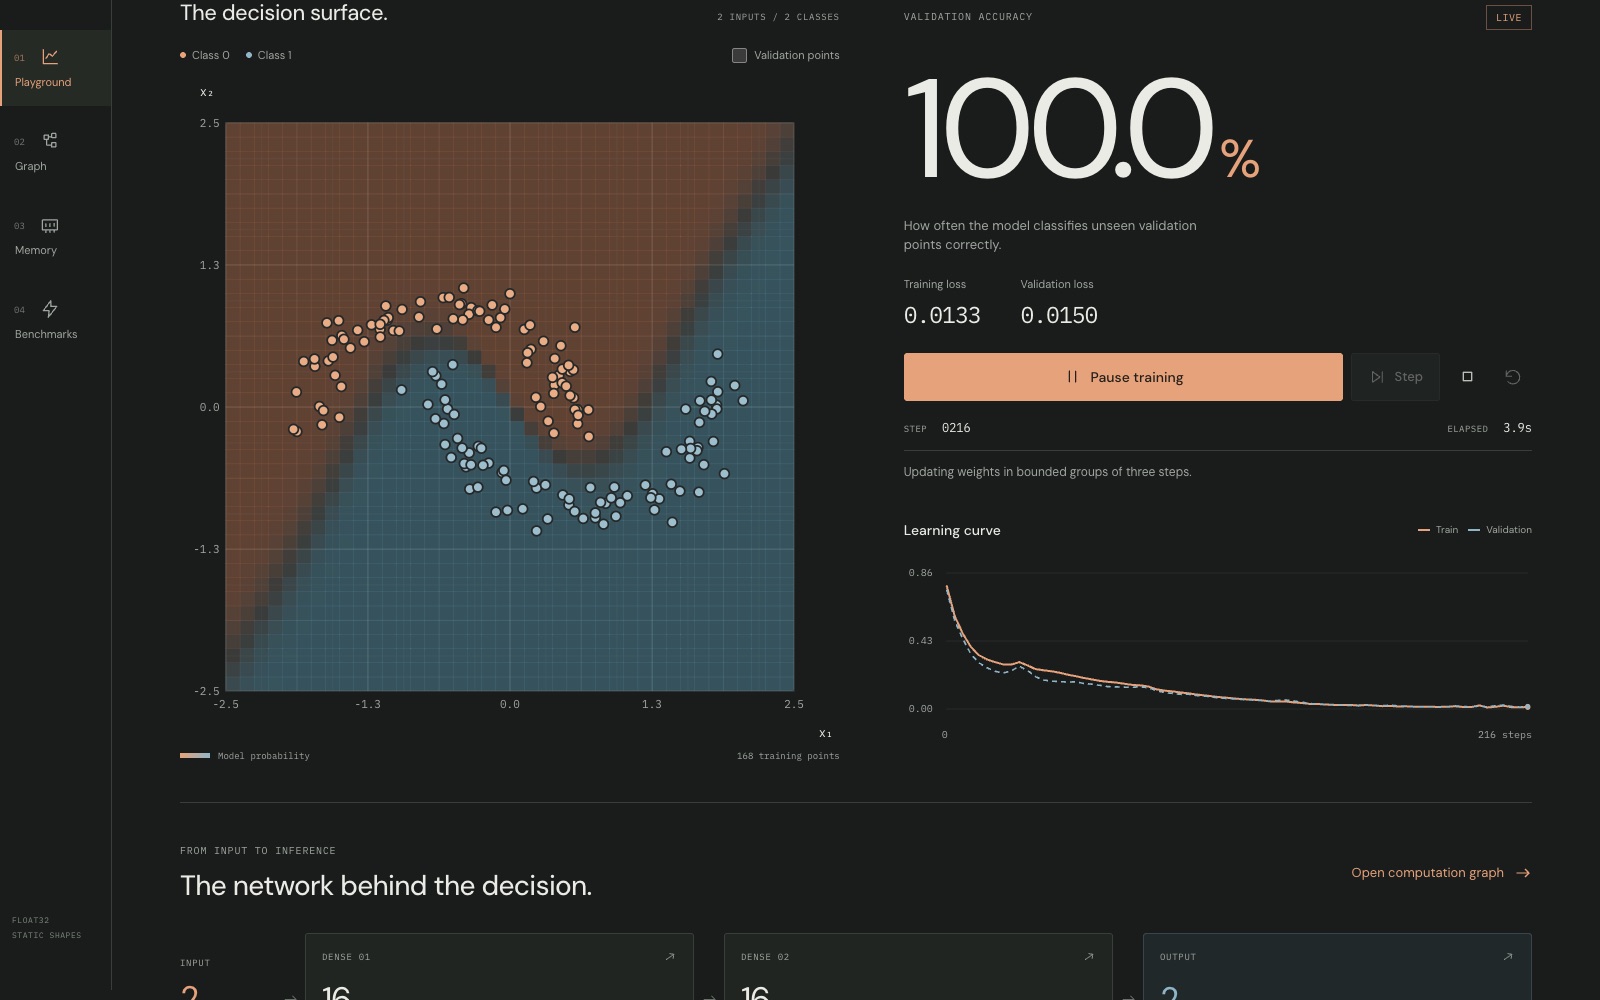 The decision surface.
2 INPUTS / 2 CLASSES
Class 0
Class 1
Validation points
X₂
2.5
1.3
0.0
-1.3
-2.5
-2.5
-1.3
0.0
1.3
2.5
X₁
Model probability
168 training points
01
Playground
02
Graph
03
Memory
04
Benchmarks
FLOAT32
STATIC SHAPES
VALIDATION ACCURACY
LIVE
100.0%
How often the model classifies unseen validation
points correctly.
Training loss
Validation loss
0.0133
0.0150
Pause training
Step
STEP 0216
ELAPSED 3.9s
Updating weights in bounded groups of three steps.
Learning curve
Train
Validation
0.86
0.43
0.00
0
216 steps
FROM INPUT TO INFERENCE
The network behind the decision.
Open computation graph →
INPUT
2
→
DENSE 01 ↗
16
→
DENSE 02 ↗
16
→
OUTPUT ↗
2